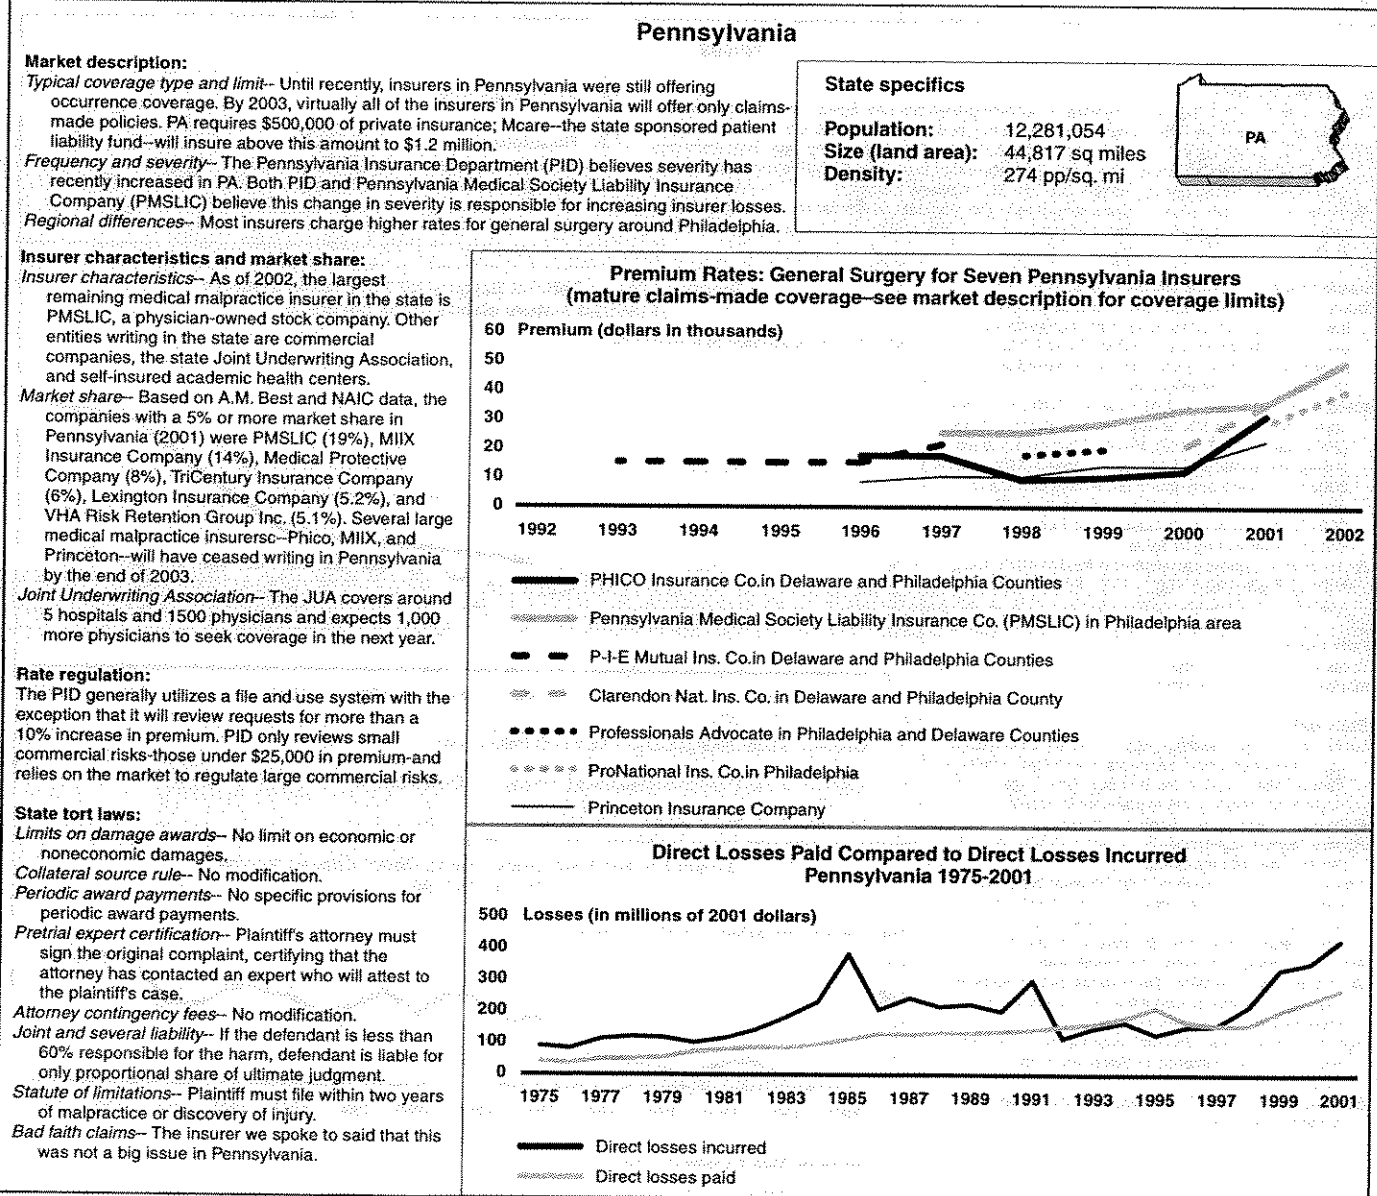 Pennsylvania
Market description:
Typical coverage type and limit-- Until recently, insurers in Pennsylvania were still offering
occurrence coverage. By 2003, virtually all of the insurers in Pennsylvania will offer only claims-
made policies. PA requires $500,000 of private insurance; Mcare--the state sponsored patient
liability fund--will insure above this amount to $1.2 million.
Frequency and severity-- The Pennsylvania Insurance Department (PID) believes severity has
recently increased in PA. Both PID and Pennsylvania Medical Society Liability Insurance
Company (PMSLIC) believe this change in severity is responsible for increasing insurer losses.
Regional differences-- Most insurers charge higher rates for general surgery around Philadelphia.
State specifics
Population: 12,281,054
Size (land area): 44,817 sq miles
Density: 274 pp/sq. mi
PA
Insurer characteristics and market share:
Insurer characteristics-- As of 2002, the largest
remaining medical malpractice insurer in the state is
PMSLIC, a physician-owned stock company. Other
entities writing in the state are commercial
companies, the state Joint Underwriting Association,
and self-insured academic health centers.
Market share-- Based on A.M. Best and NAIC data, the
companies with a 5% or more market share in
Pennsylvania (2001) were PMSLIC (19%), MIIX
Insurance Company (14%), Medical Protective
Company (8%), TriCentury Insurance Company
(6%), Lexington Insurance Company (5.2%), and
VHA Risk Retention Group Inc. (5.1%). Several large
medical malpractice insurersc--Phico, MIIX, and
Princeton--will have ceased writing in Pennsylvania
by the end of 2003.
Joint Underwriting Association-- The JUA covers around
5 hospitals and 1500 physicians and expects 1,000
more physicians to seek coverage in the next year.
Rate regulation:
The PID generally utilizes a file and use system with the
exception that it will review requests for more than a
10% increase in premium. PID only reviews small
commercial risks-those under $25,000 in premium-and
relies on the market to regulate large commercial risks.
State tort laws:
Limits on damage awards-- No limit on economic or
noneconomic damages.
Collateral source rule-- No modification.
Periodic award payments-- No specific provisions for
periodic award payments.
Pretrial expert certification-- Plaintiff's attorney must
sign the original complaint, certifying that the
attorney has contacted an expert who will attest to
the plaintiff's case.
Attorney contingency fees-- No modification.
Joint and several liability-- If the defendant is less than
60% responsible for the harm, defendant is liable for
only proportional share of ultimate judgment.
Statute of limitations-- Plaintiff must file within two years
of malpractice or discovery of injury.
Bad faith claims-- The insurer we spoke to said that this
was not a big issue in Pennsylvania.
Premium Rates: General Surgery for Seven Pennsylvania Insurers
(mature claims-made coverage--see market description for coverage limits)
60 Premium (dollars in thousands)
50
40
30
20
10
0
1992 1993 1994 1995 1996 1997 1998 1999 2000 2001 2002
PHICO Insurance Co.in Delaware and Philadelphia Counties
Pennsylvania Medical Society Liability Insurance Co. (PMSLIC) in Philadelphia area
P-I-E Mutual Ins. Co.in Delaware and Philadelphia Counties
Clarendon Nat. Ins. Co. in Delaware and Philadelphia County
Professionals Advocate in Philadelphia and Delaware Counties
ProNational Ins. Co.in Philadelphia
Princeton Insurance Company
Direct Losses Paid Compared to Direct Losses Incurred
Pennsylvania 1975-2001
500 Losses (in millions of 2001 dollars)
400
300
200
100
0
1975 1977 1979 1981 1983 1985 1987 1989 1991 1993 1995 1997 1999 2001
Direct losses incurred
Direct losses paid